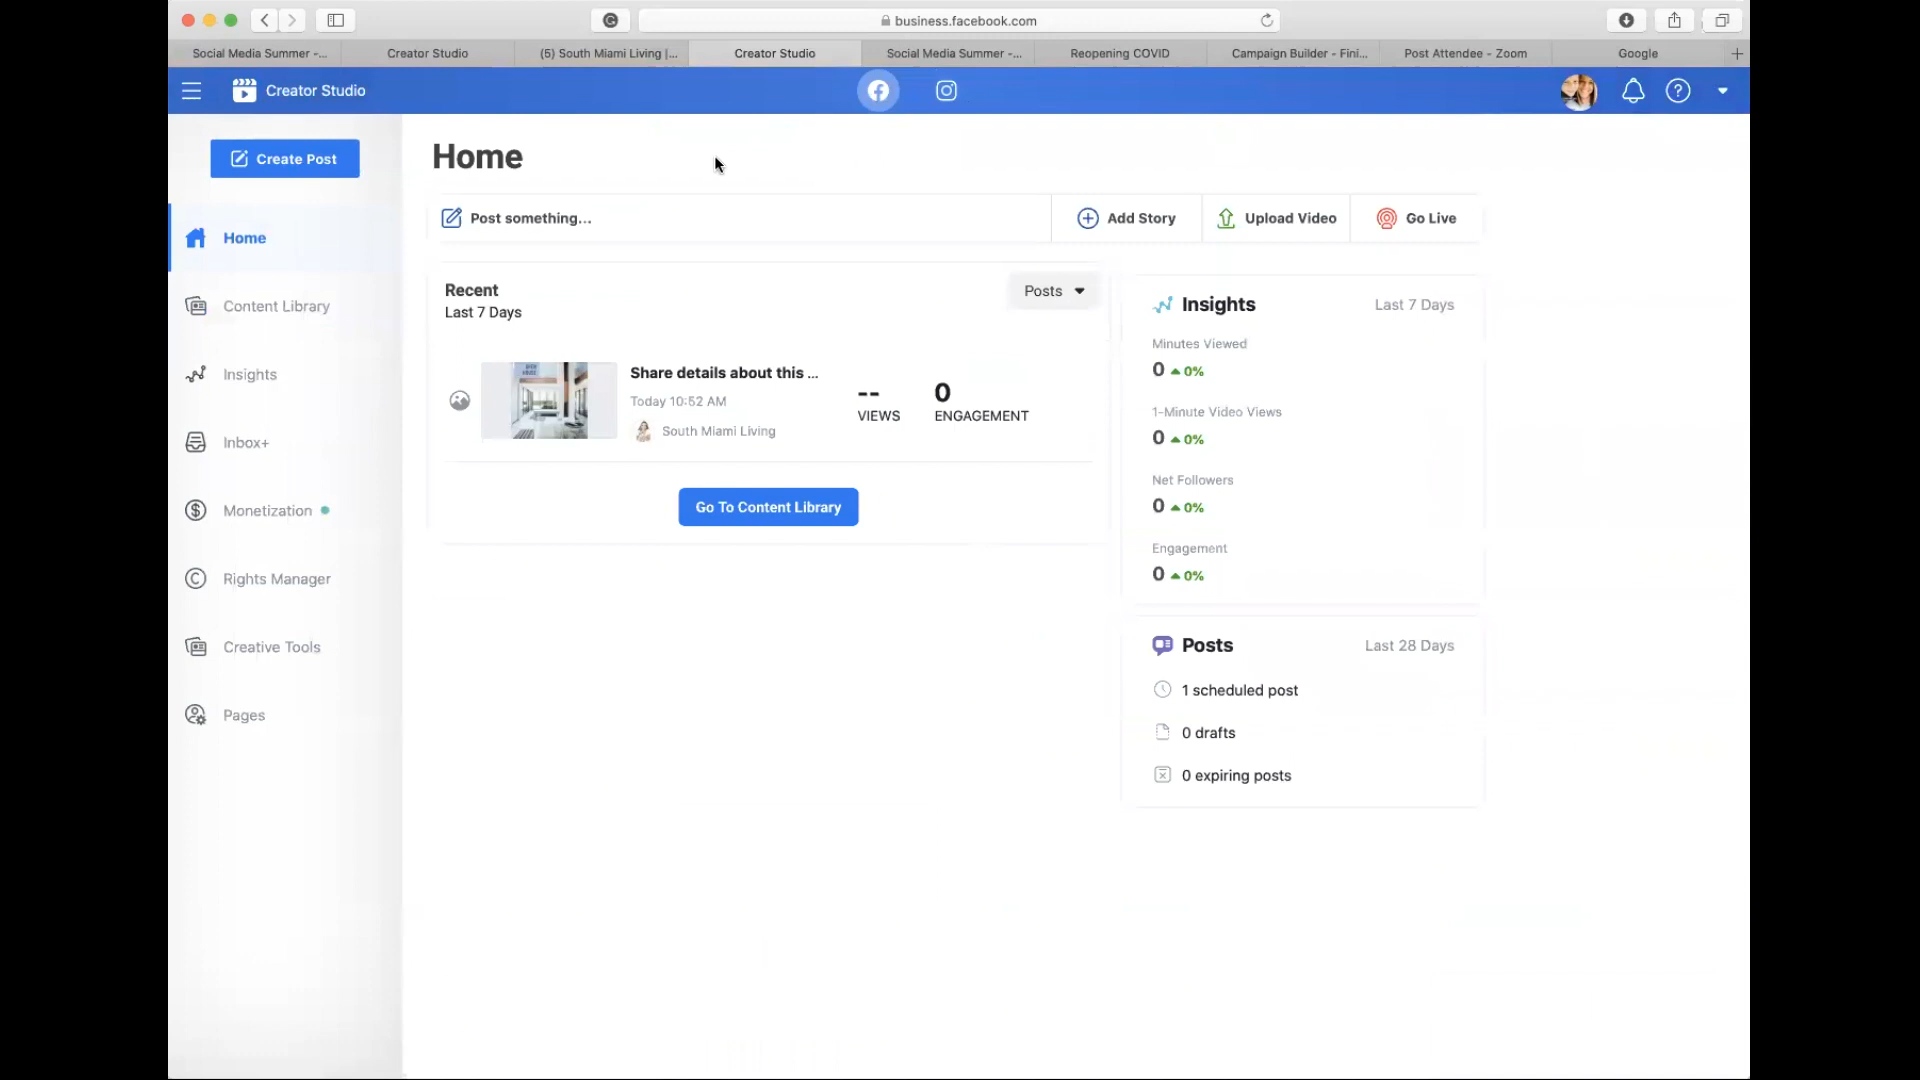 business.facebook.com
Social Media Summer -...
Creator Studio
(5) South Miami Living |...
Creator Studio
Social Media Summer -...
Reopening COVID
Campaign Builder - Fini...
Post Attendee - Zoom
Google
Creator Studio
Create Post
Home
Content Library
Insights
Inbox+
Monetization
Rights Manager
Creative Tools
Pages
Home
Post something...
Add Story
Upload Video
Go Live
Recent
Last 7 Days
Posts
Share details about this ...
Today 10:52 AM
South Miami Living
--
VIEWS
0
ENGAGEMENT
Go To Content Library
Insights
Last 7 Days
Minutes Viewed
0 0%
1-Minute Video Views
0 0%
Net Followers
0 0%
Engagement
0 0%
Posts
Last 28 Days
1 scheduled post
0 drafts
0 expiring posts